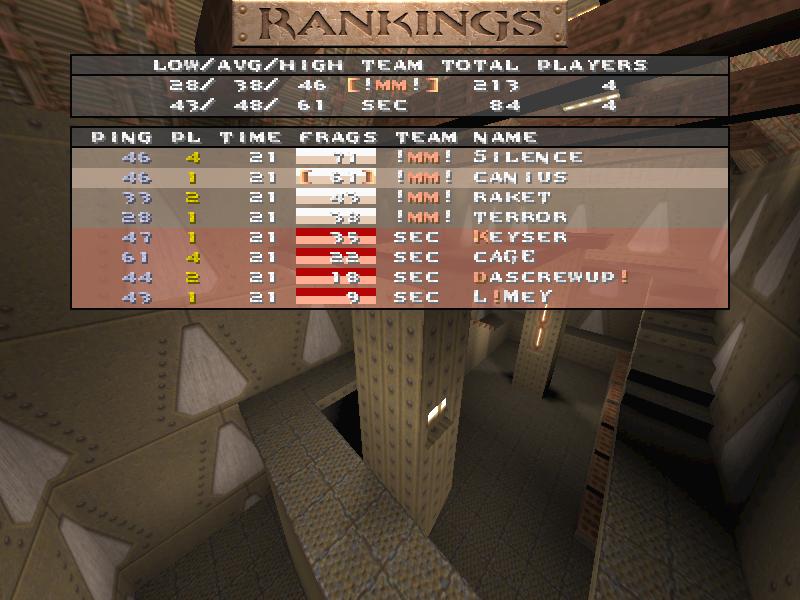 RANKINGS
LOW/AVG/HIGH TEAM TOTAL PLAYERS
28/ 38/ 46 [!MM!] 213 4
43/ 48/ 61 SEC 84 4
PING PL TIME FRAGS TEAM NAME
46 4 21 71 !MM! SILENCE
46 1 21 [ 61] !MM! CANIUS
33 2 21 43 !MM! RAKET
28 1 21 38 !MM! TERROR
47 1 21 35 SEC KEYSER
61 4 21 22 SEC CAGE
44 2 21 18 SEC DASCREWUP!
43 1 21 9 SEC L!MEY